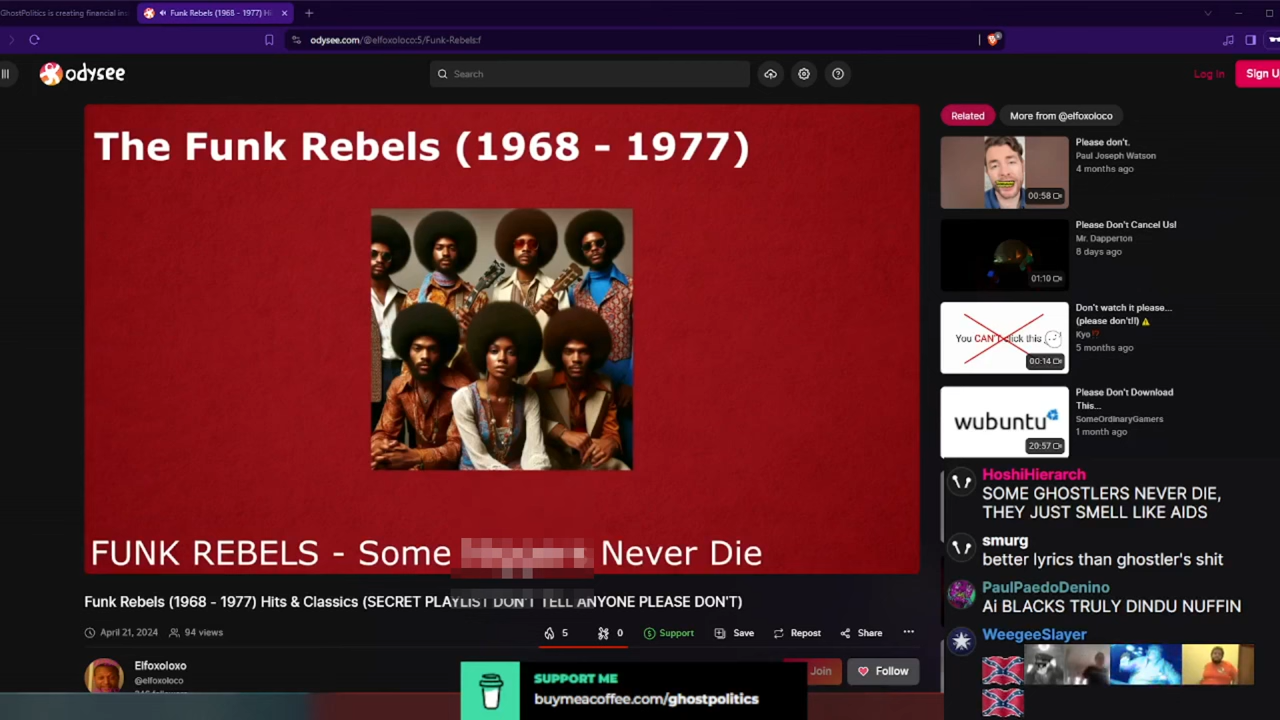 GhostPolitics is creating financial ins
Funk Rebels (1968 - 1977) Hi
odysee.com/@elfoxoloco:5/Funk-Rebels:f
odysee
Search
Log In
Sign U
The Funk Rebels (1968 - 1977)
FUNK REBELS - Some Never Die
Funk Rebels (1968 - 1977) Hits & Classics (SECRET PLAYLIST DON'T TELL ANYONE PLEASE DON'T)
April 21, 2024
94 views
5
0
Support
Save
Repost
Share
Elfoxoloxo
@elfoxoloco
Join
Follow
SUPPORT ME
buymeacoffee.com/ghostpolitics
Related
More from @elfoxoloco
Please don't.
Paul Joseph Watson
4 months ago
00:58
Please Don't Cancel Us!
Mr. Dapperton
8 days ago
01:10
Don't watch it please...
(please don't!!) ⚠
Kyo⁉
5 months ago
You CAN'T click this
00:14
Please Don't Download
This...
SomeOrdinaryGamers
1 month ago
wubuntu
20:57
HoshiHierarch
SOME GHOSTLERS NEVER DIE,
THEY JUST SMELL LIKE AIDS
smurg
better lyrics than ghostler's shit
PaulPaedoDenino
Ai BLACKS TRULY DINDU NUFFIN
WeegeeSlayer